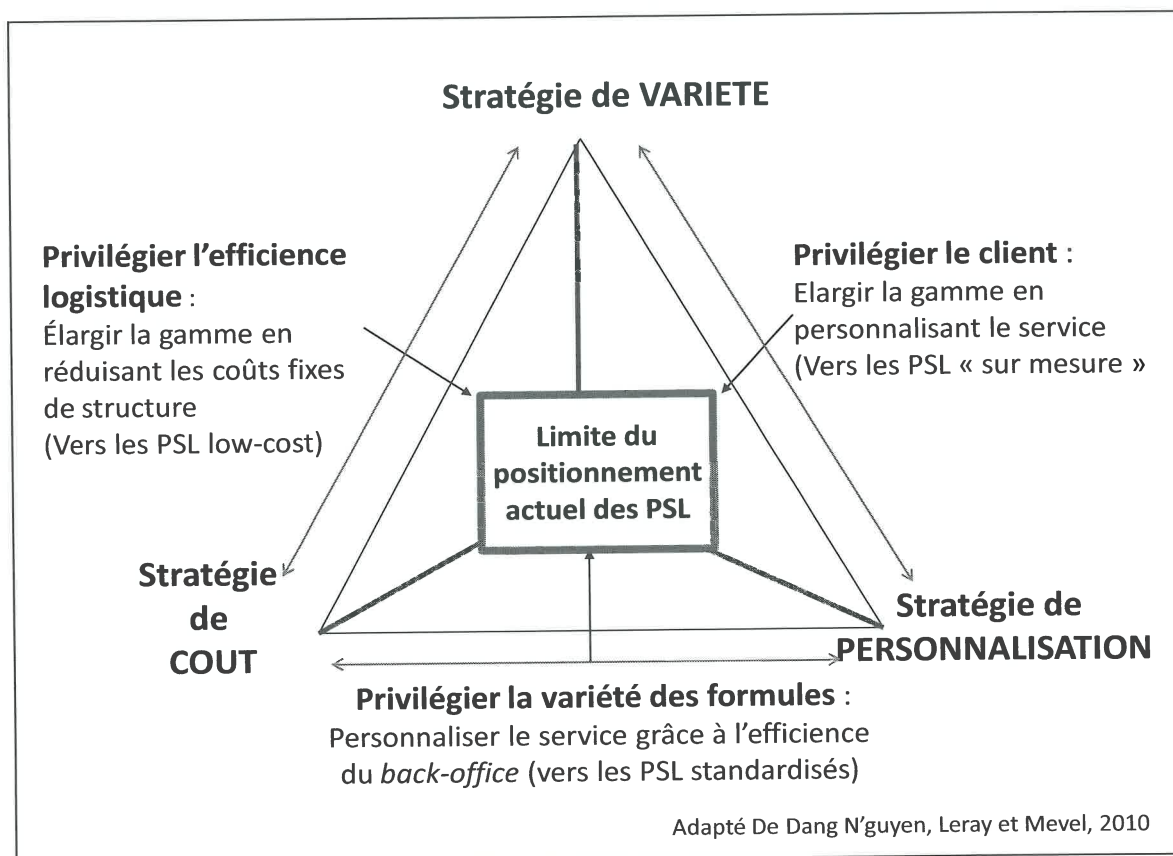 Stratégie de VARIETE
Privilégier l'efficience
logistique :
Élargir la gamme en
réduisant les coûts fixes
de structure
(Vers les PSL low-cost)
Privilégier le client :
Elargir la gamme en
personnalisant le service
(Vers les PSL « sur mesure »
Limite du
positionnement
actuel des PSL
Stratégie
de
COUT
Stratégie de
PERSONNALISATION
Privilégier la variété des formules :
Personnaliser le service grâce à l'efficience
du back-office (vers les PSL standardisés)
Adapté De Dang N'guyen, Leray et Mevel, 2010